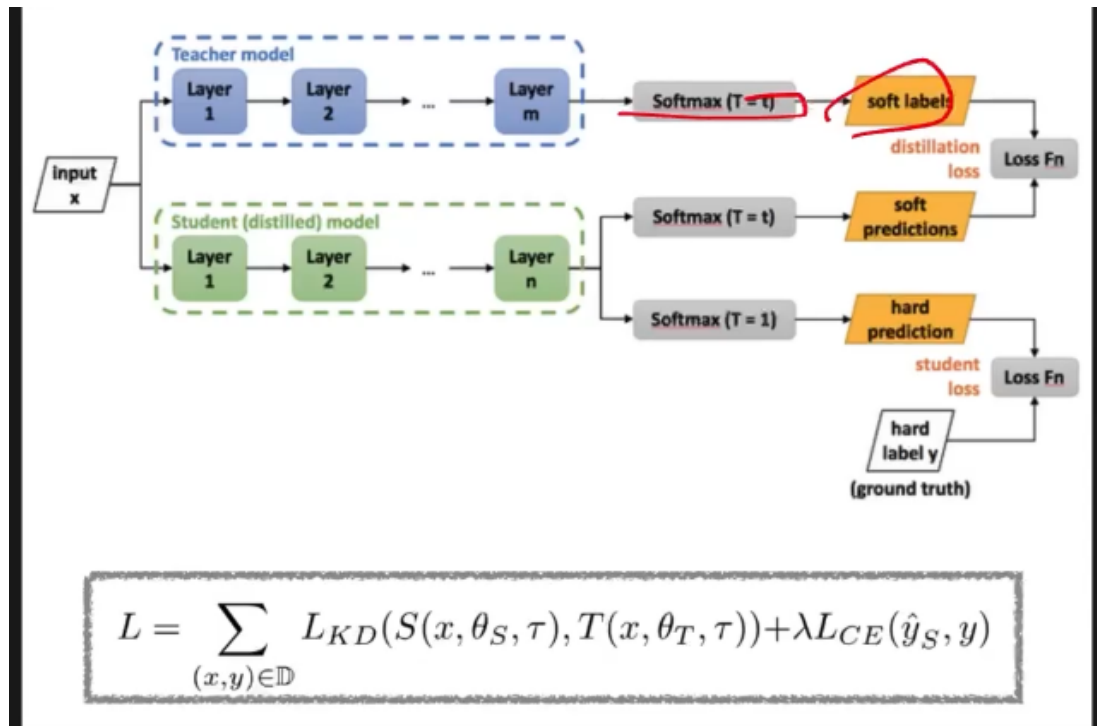 Teacher model
Layer
1
Layer
2
...
Layer
m
Softmax (T = t)
soft labels
distillation
loss
Loss Fn
input
x
Student (distilled) model
Layer
1
Layer
2
...
Layer
n
Softmax (T = t)
soft
predictions
Softmax (T = 1)
hard
prediction
student
loss
Loss Fn
hard
label y
(ground truth)
L = ∑_{(x,y)∈𝔻} L_{KD}(S(x, θ_S, τ), T(x, θ_T, τ))+λL_{CE}(ŷ_S, y)